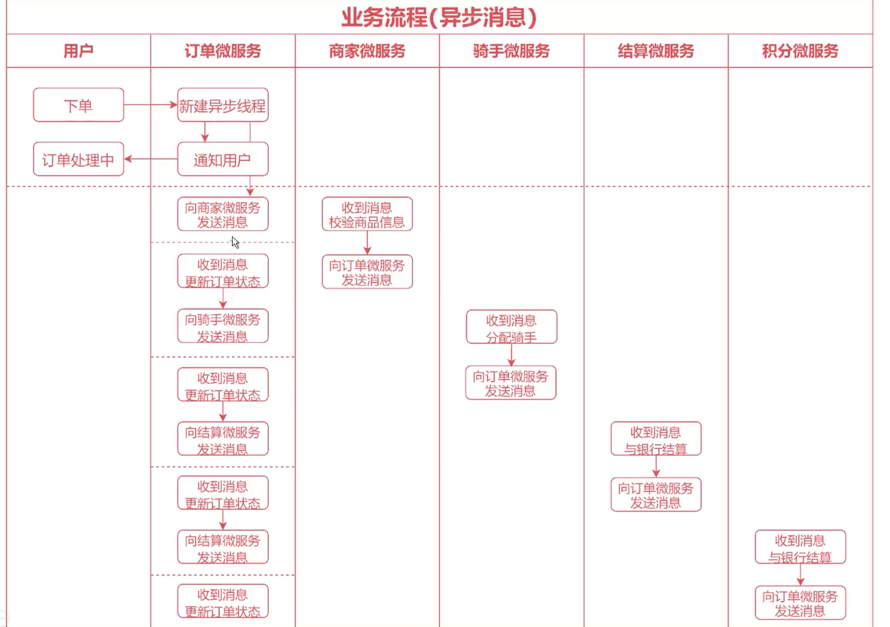 业务流程(异步消息)
用户
订单微服务
商家微服务
骑手微服务
结算微服务
积分微服务
下单
新建异步线程
订单处理中
通知用户
向商家微服务
发送消息
收到消息
校验商品信息
收到消息
更新订单状态
向订单微服务
发送消息
向骑手微服务
发送消息
收到消息
分配骑手
收到消息
更新订单状态
向订单微服务
发送消息
向结算微服务
发送消息
收到消息
与银行结算
收到消息
更新订单状态
向订单微服务
发送消息
向结算微服务
发送消息
收到消息
与银行结算
收到消息
更新订单状态
向订单微服务
发送消息